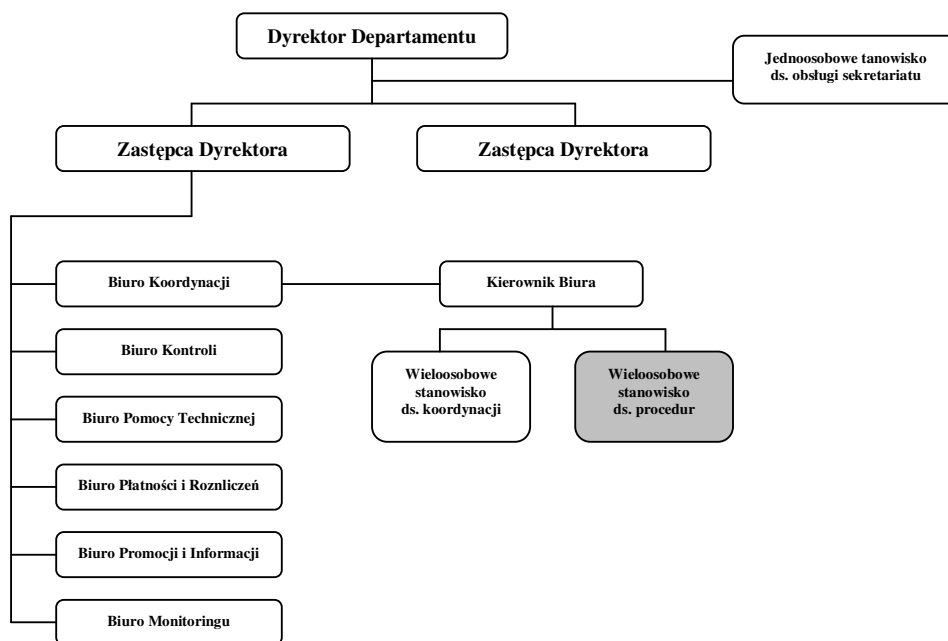 Dyrektor Departamentu
Jednoosobowe tanowisko
ds. obsługi sekretariatu
Zastępca Dyrektora
Zastępca Dyrektora
Biuro Koordynacji
Kierownik Biura
Biuro Kontroli
Wieloosobowe
stanowisko
ds. koordynacji
Wieloosobowe
stanowisko
ds. procedur
Biuro Pomocy Technicznej
Biuro Płatności i Roznliczeń
Biuro Promocji i Informacji
Biuro Monitoringu